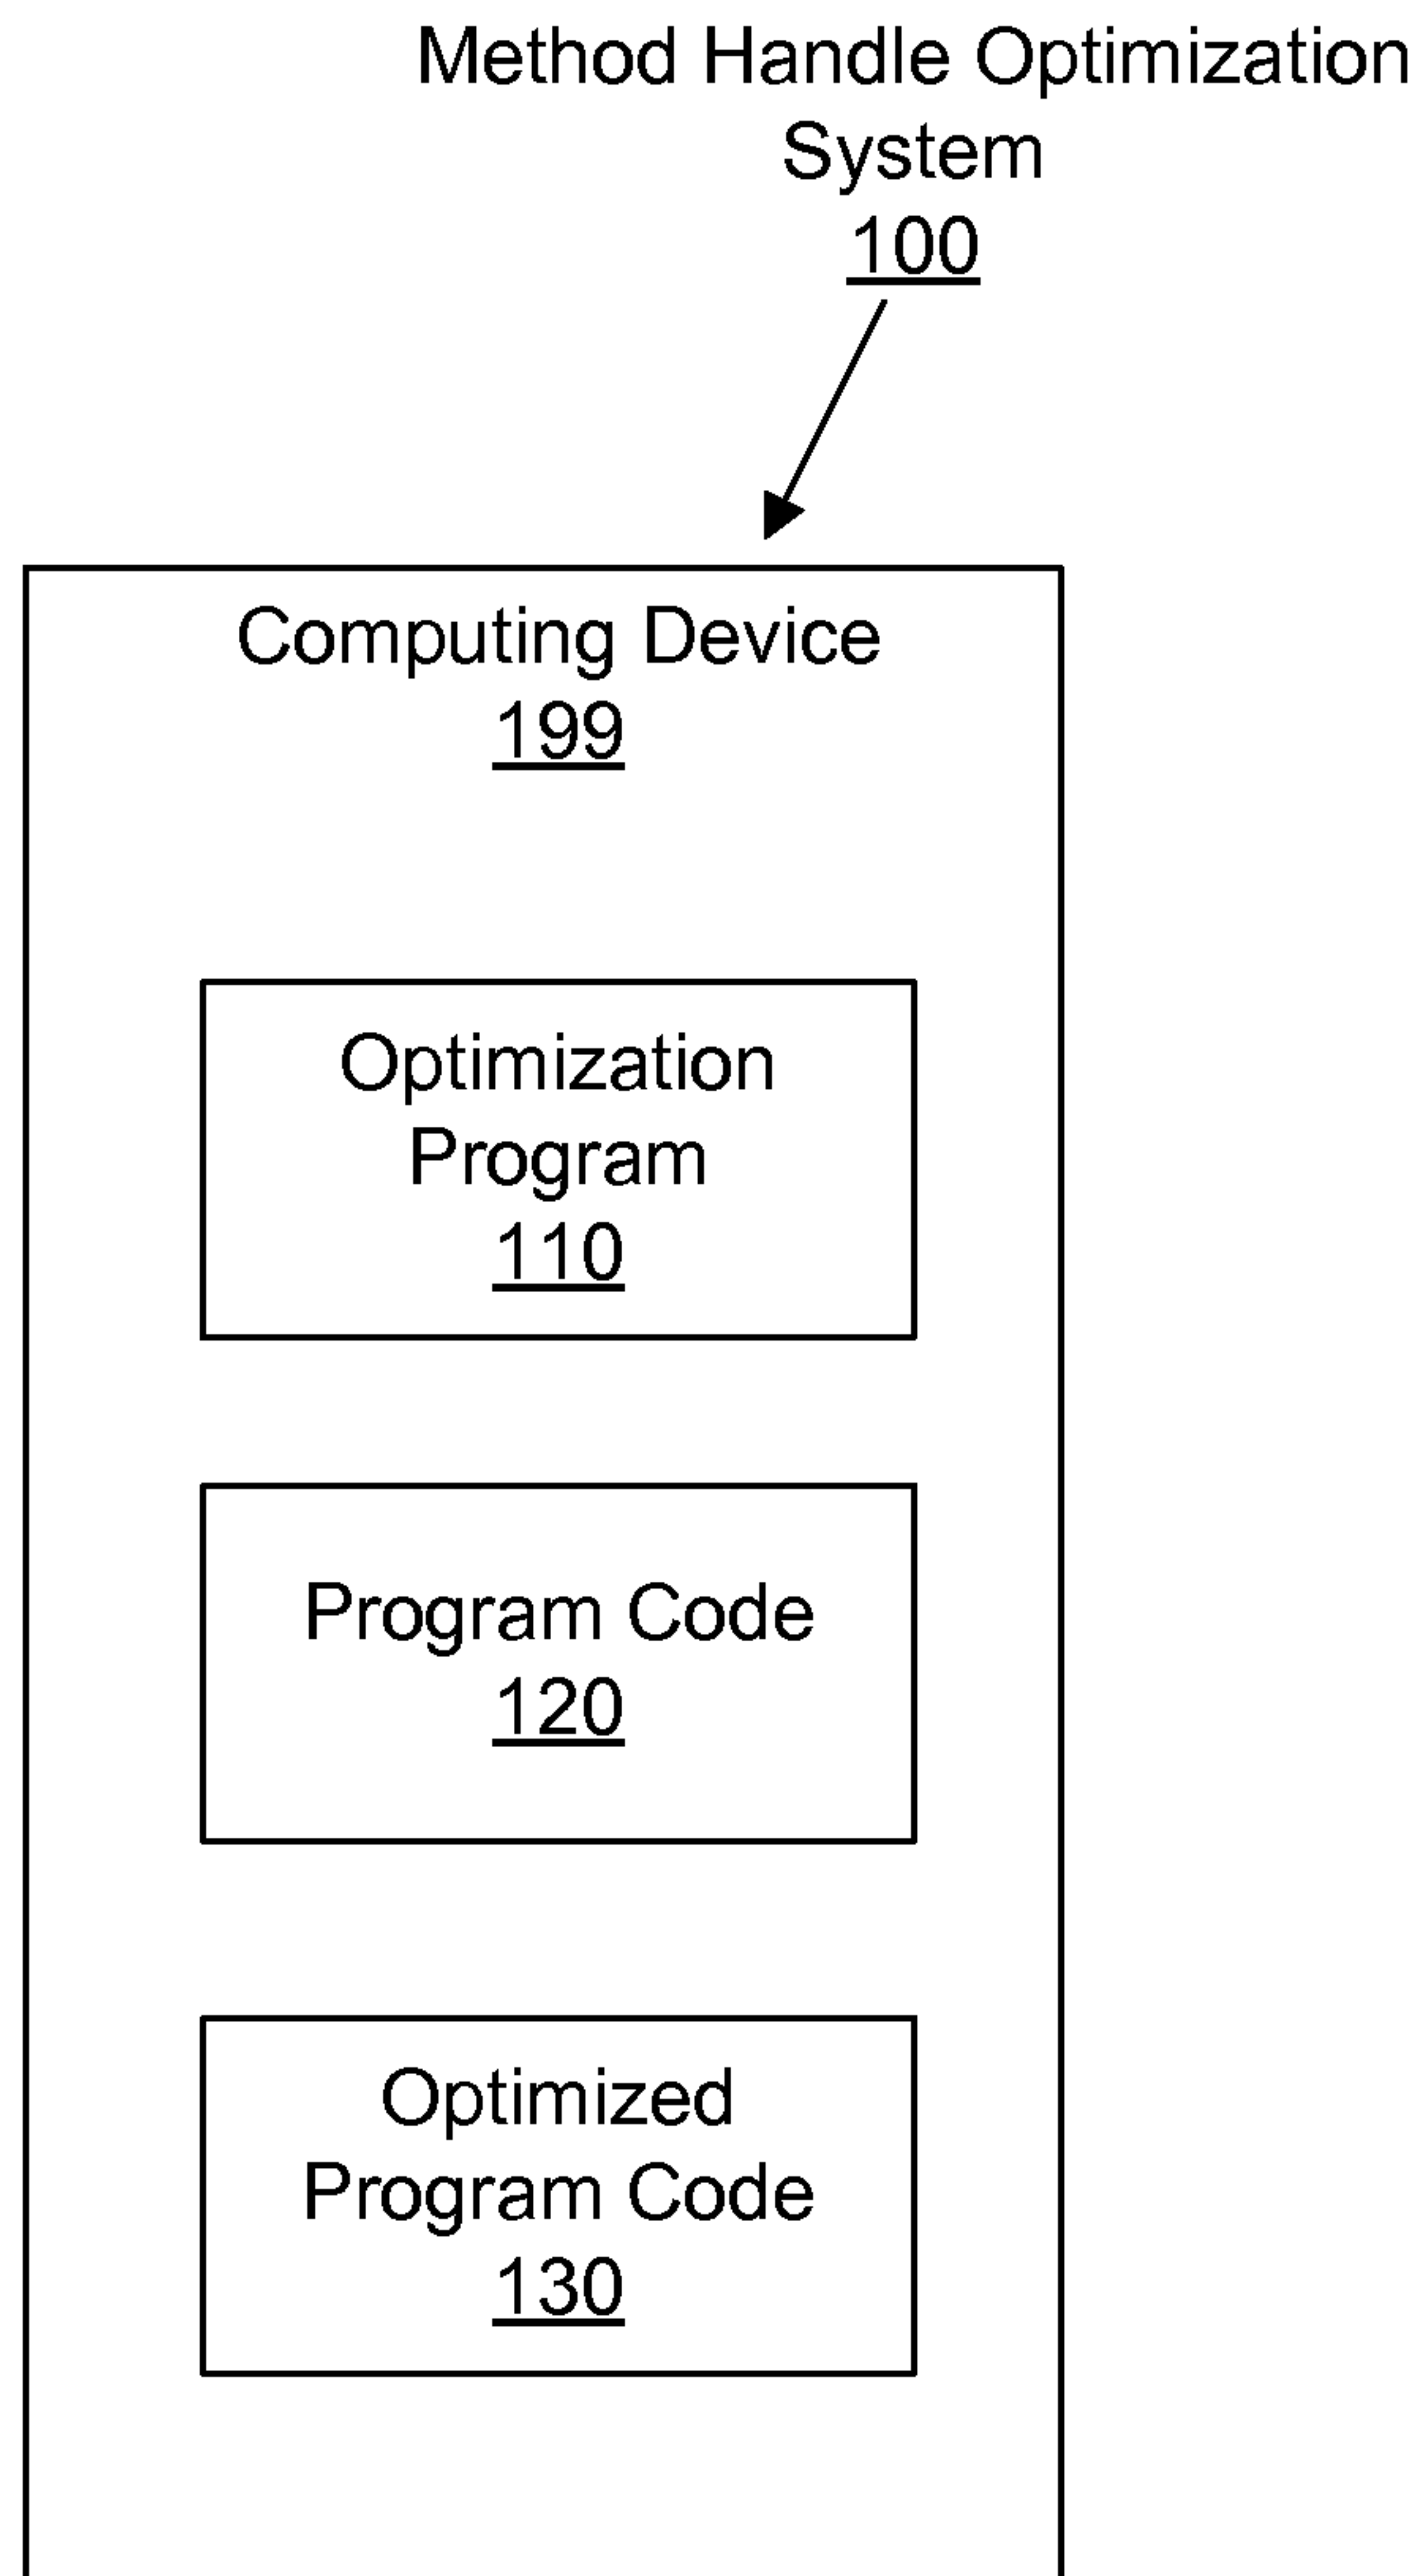 Method Handle Optimization
System
100
Computing Device
199
Optimization
Program
110
Program Code
120
Optimized
Program Code
130